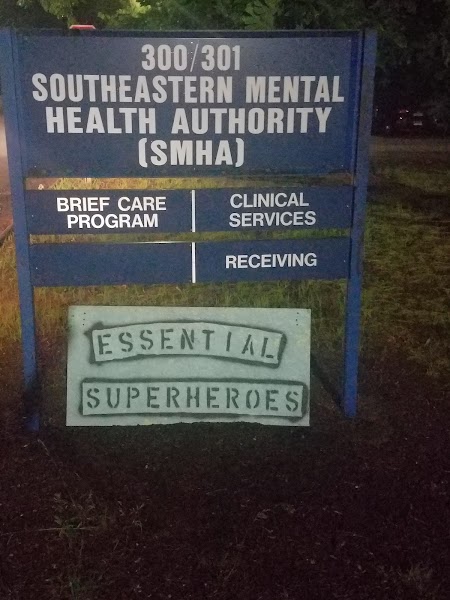 300/301
SOUTHEASTERN MENTAL
HEALTH AUTHORITY
(SMHA)
BRIEF CARE
PROGRAM
CLINICAL
SERVICES
RECEIVING
ESSENTIAL
SUPERHEROES